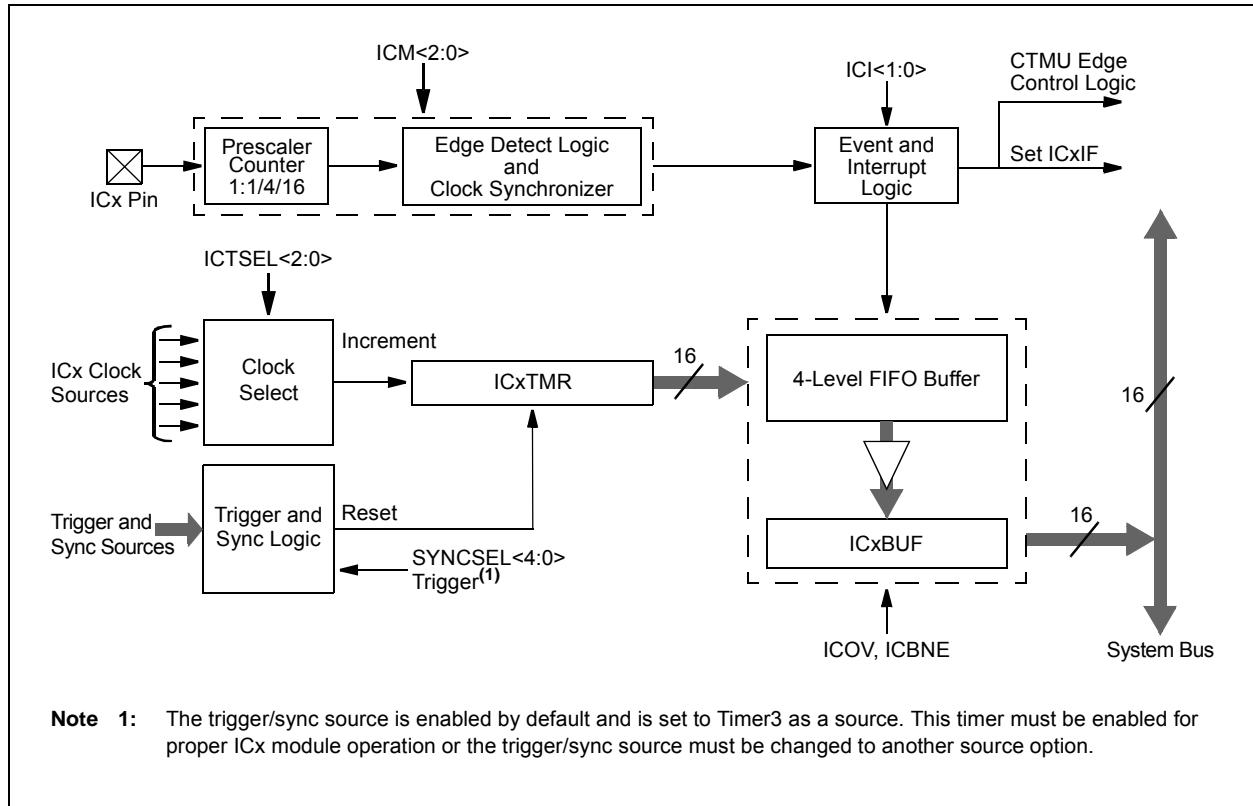 ICM<2:0>
ICI<1:0>
CTMU Edge
Control Logic
Prescaler
Counter
1:1/4/16
Edge Detect Logic
and
Clock Synchronizer
Event and
Interrupt
Logic
Set ICxIF
ICx Pin
ICTSEL<2:0>
Increment
ICx Clock
Sources
Clock
Select
ICxTMR
16
4-Level FIFO Buffer
16
Trigger and
Sync Sources
Trigger and
Sync Logic
Reset
SYNCSEL<4:0>
Trigger(1)
ICxBUF
16
ICOV, ICBNE
System Bus
Note 1: The trigger/sync source is enabled by default and is set to Timer3 as a source. This timer must be enabled for
proper ICx module operation or the trigger/sync source must be changed to another source option.